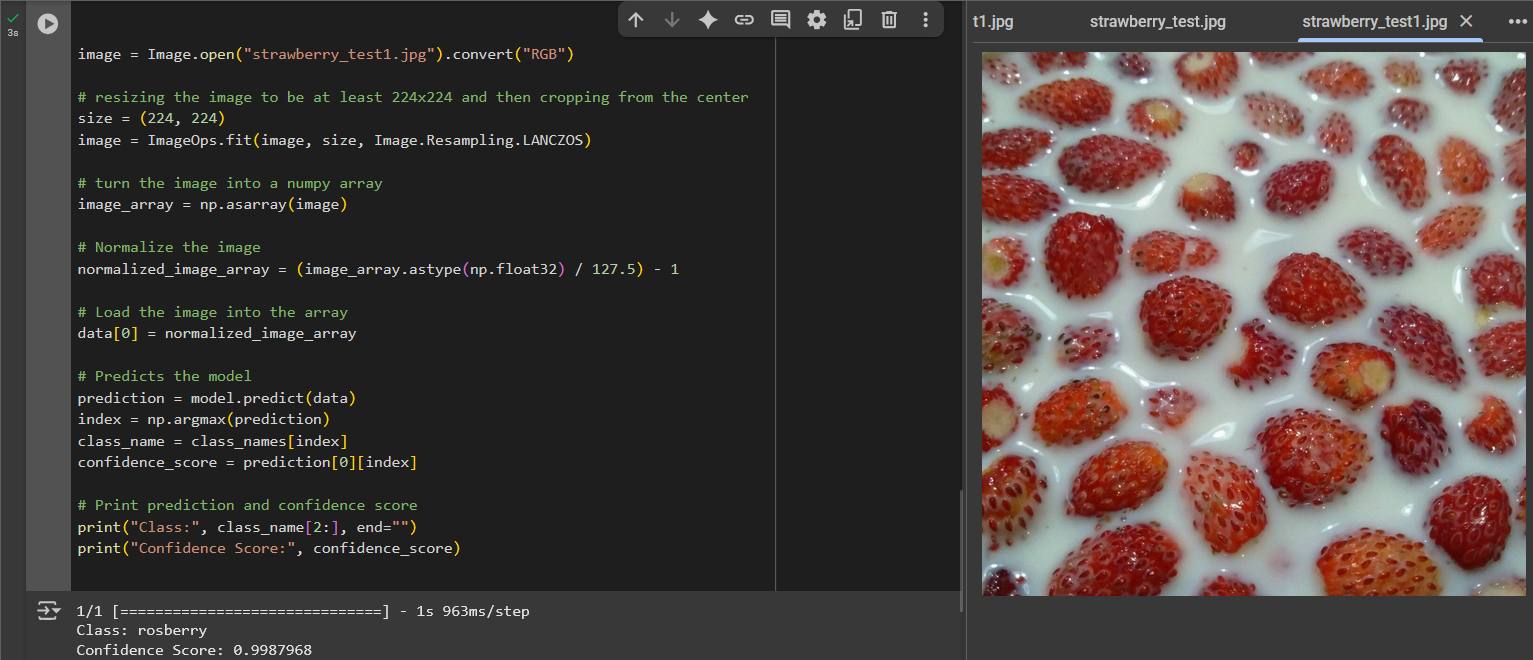 3s
t1.jpg
strawberry_test.jpg
strawberry_test1.jpg
image = Image.open("strawberry_test1.jpg").convert("RGB")
# resizing the image to be at least 224x224 and then cropping from the center
size = (224, 224)
image = ImageOps.fit(image, size, Image.Resampling.LANCZOS)
# turn the image into a numpy array
image_array = np.asarray(image)
# Normalize the image
normalized_image_array = (image_array.astype(np.float32) / 127.5) - 1
# Load the image into the array
data[0] = normalized_image_array
# Predicts the model
prediction = model.predict(data)
index = np.argmax(prediction)
class_name = class_names[index]
confidence_score = prediction[0][index]
# Print prediction and confidence score
print("Class:", class_name[2:], end="")
print("Confidence Score:", confidence_score)
1/1 [==============================] - 1s 963ms/step
Class: rosberry
Confidence Score: 0.9987968